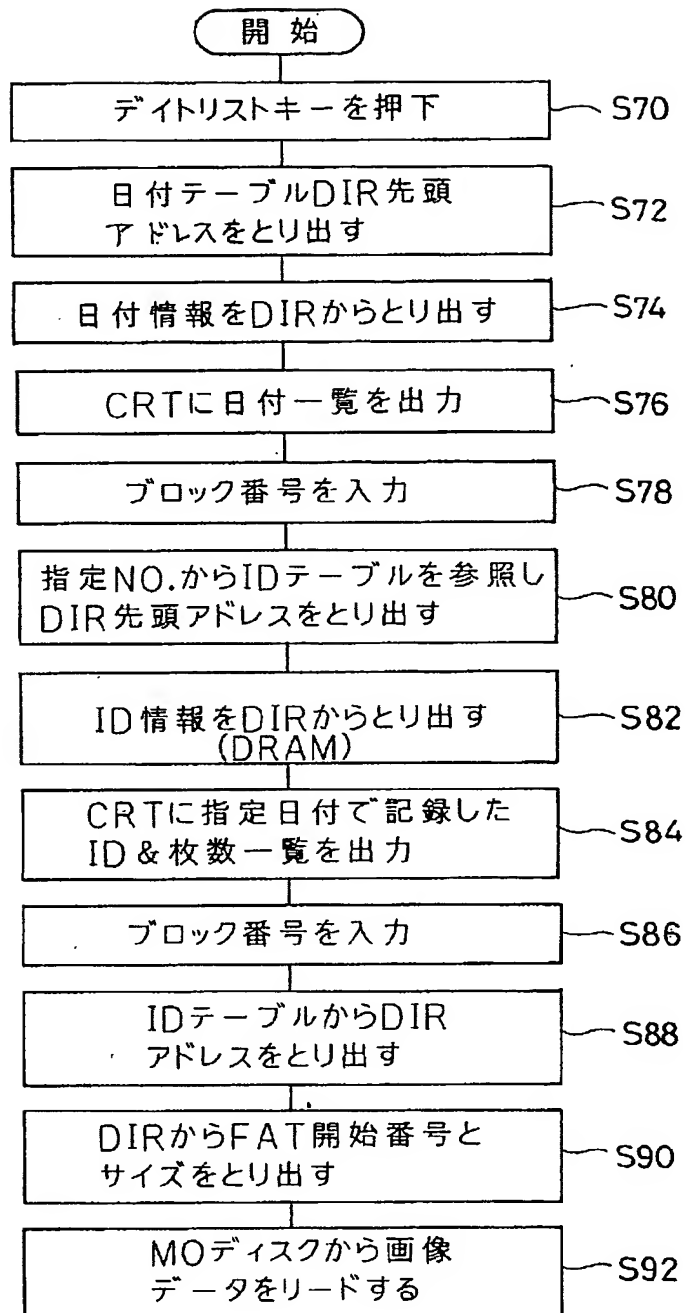 開始
デイトリストキーを押下
S70
日付テーブルDIR先頭
アドレスをとり出す
S72
日付情報をDIRからとり出す
S74
CRTに日付一覧を出力
S76
ブロック番号を入力
S78
指定NO.からIDテーブルを参照し
DIR先頭アドレスをとり出す
S80
ID情報をDIRからとり出す
(DRAM)
S82
CRTに指定日付で記録した
ID&枚数一覧を出力
S84
ブロック番号を入力
S86
IDテーブルからDIR
アドレスをとり出す
S88
DIRからFAT開始番号と
サイズをとり出す
S90
MOディスクから画像
データをリードする
S92